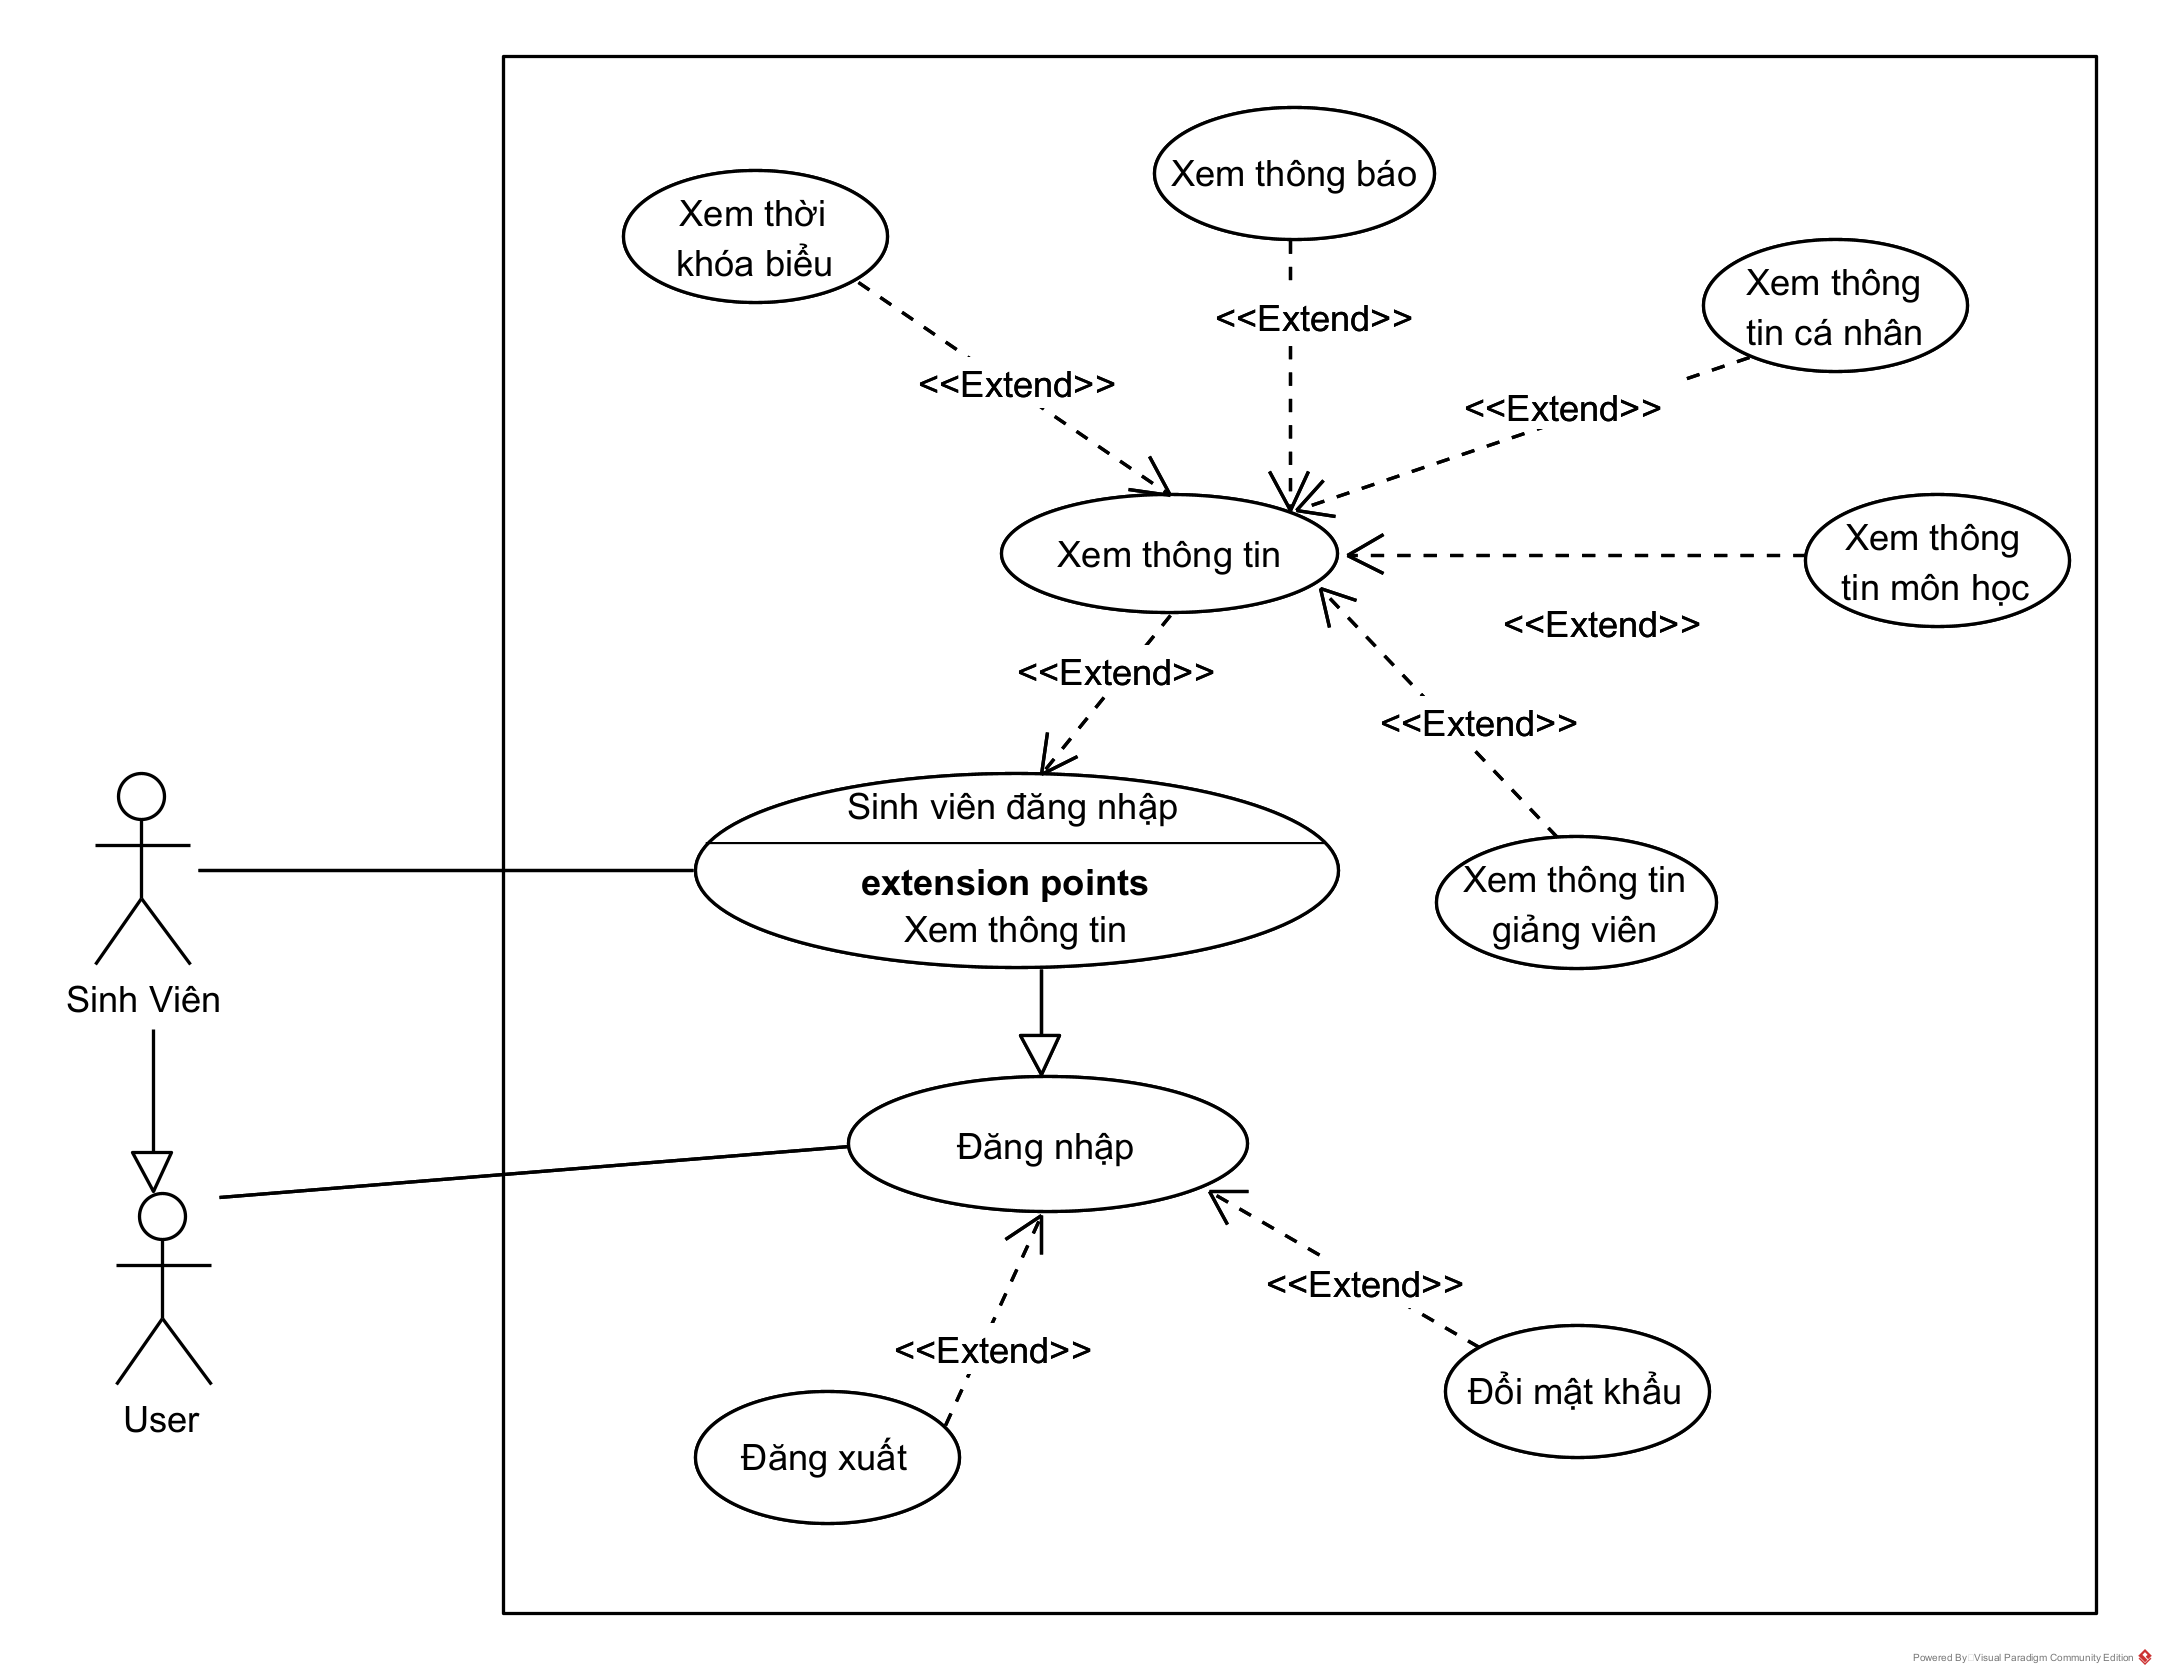 Xem thông báo
Xem thời
khóa biểu
Xem thông
tin cá nhân
<<Extend>>
<<Extend>>
<<Extend>>
Xem thông tin
Xem thông
tin môn học
<<Extend>>
<<Extend>>
<<Extend>>
Sinh viên đăng nhập
extension points
Xem thông tin
Xem thông tin
giảng viên
Sinh Viên
Đăng nhập
<<Extend>>
<<Extend>>
Đổi mật khẩu
User
Đăng xuất
Powered By Visual Paradigm Community Edition